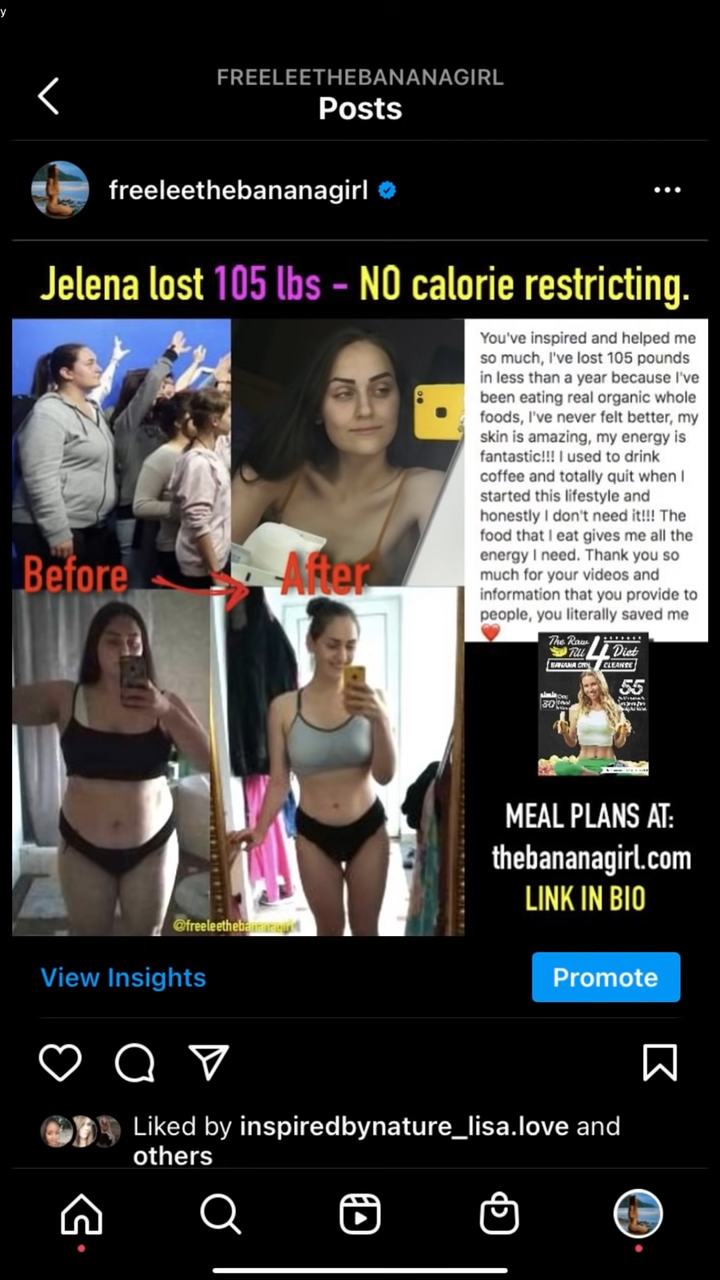 y
FREELEETHEBANANAGIRL
Posts
freeleethebananagirl
Jelena lost 105 lbs - NO calorie restricting.
You've inspired and helped me
so much, I've lost 105 pounds
in less than a year because I've
been eating real organic whole
foods, I've never felt better, my
skin is amazing, my energy is
fantastic!!! I used to drink
coffee and totally quit when I
started this lifestyle and
honestly I don't need it!!! The
food that I eat gives me all the
energy I need. Thank you so
much for your videos and
information that you provide to
people, you literally saved me
❤️
Before
After
@freeleethebananagirl
The Raw
Till 4 Diet
BANANA GIRL CLEANSE
30
55
MEAL PLANS AT:
thebananagirl.com
LINK IN BIO
View Insights
Promote
Liked by inspiredbynature_lisa.love and
others